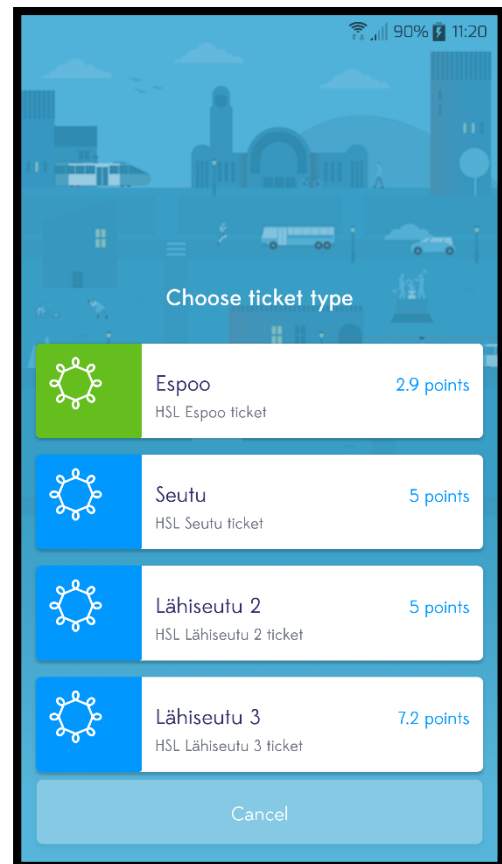 90% 11:20
Choose ticket type
Espoo 2.9 points
HSL Espoo ticket
Seutu 5 points
HSL Seutu ticket
Lähiseutu 2 5 points
HSL Lähiseutu 2 ticket
Lähiseutu 3 7.2 points
HSL Lähiseutu 3 ticket
Cancel